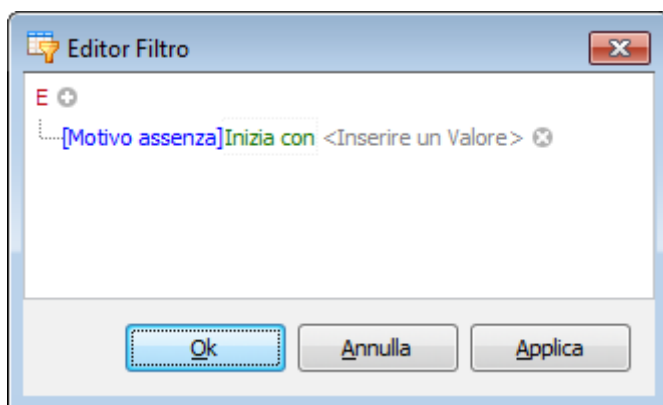 Editor Filtro
E
[Motivo assenza]Inizia con <Inserire un Valore>
Ok Annulla Applica